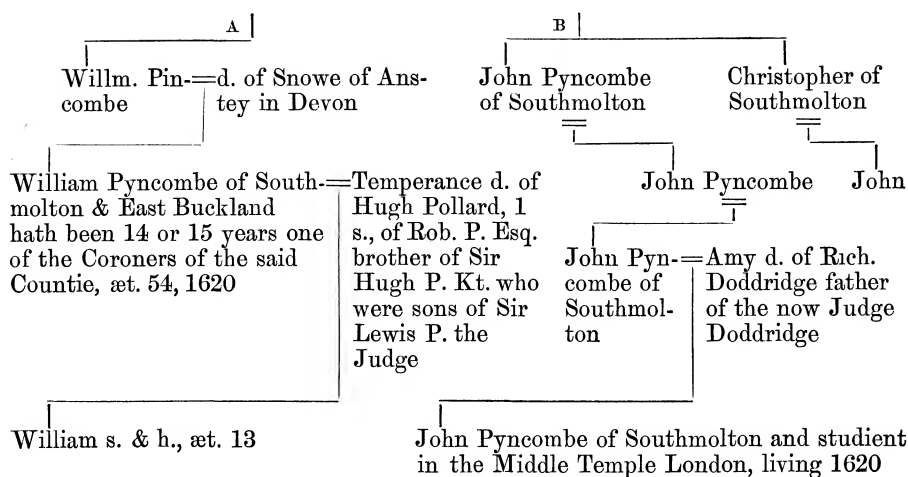 A
B
Willm. Pin-
combe
d. of Snowe of Ans-
tey in Devon
John Pyncombe
of Southmolton
Christopher of
Southmolton
William Pyncombe of South-
molton & East Buckland
hath been 14 or 15 years one
of the Coroners of the said
Countie, æt. 54, 1620
Temperance d. of
Hugh Pollard, 1
s., of Rob. P. Esq.
brother of Sir
Hugh P. Kt. who
were sons of Sir
Lewis P. the
Judge
John Pyncombe
John
John Pyn-
combe of
Southmol-
ton
Amy d. of Rich.
Doddridge father
of the now Judge
Doddridge
William s. & h., æt. 13
John Pyncombe of Southmolton and studient
in the Middle Temple London, living 1620